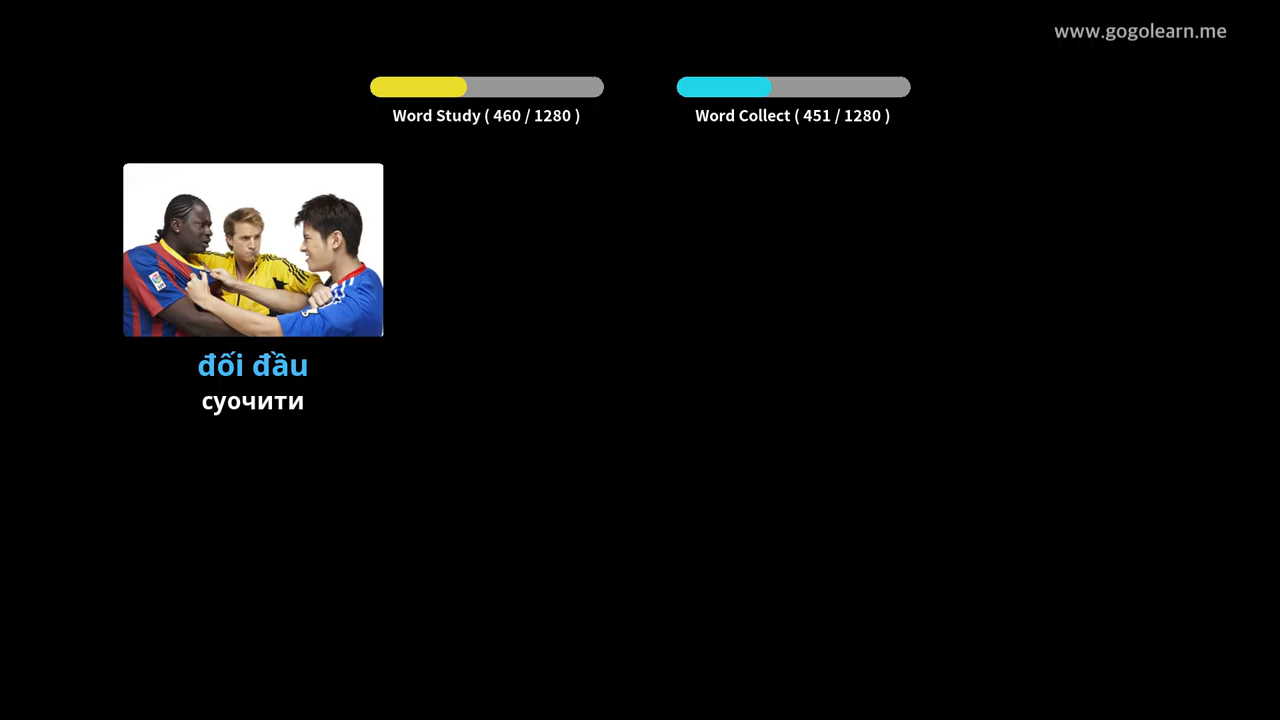 www.gogolearn.me
Word Study ( 460 / 1280 )
Word Collect ( 451 / 1280 )
đối đầu
суочити